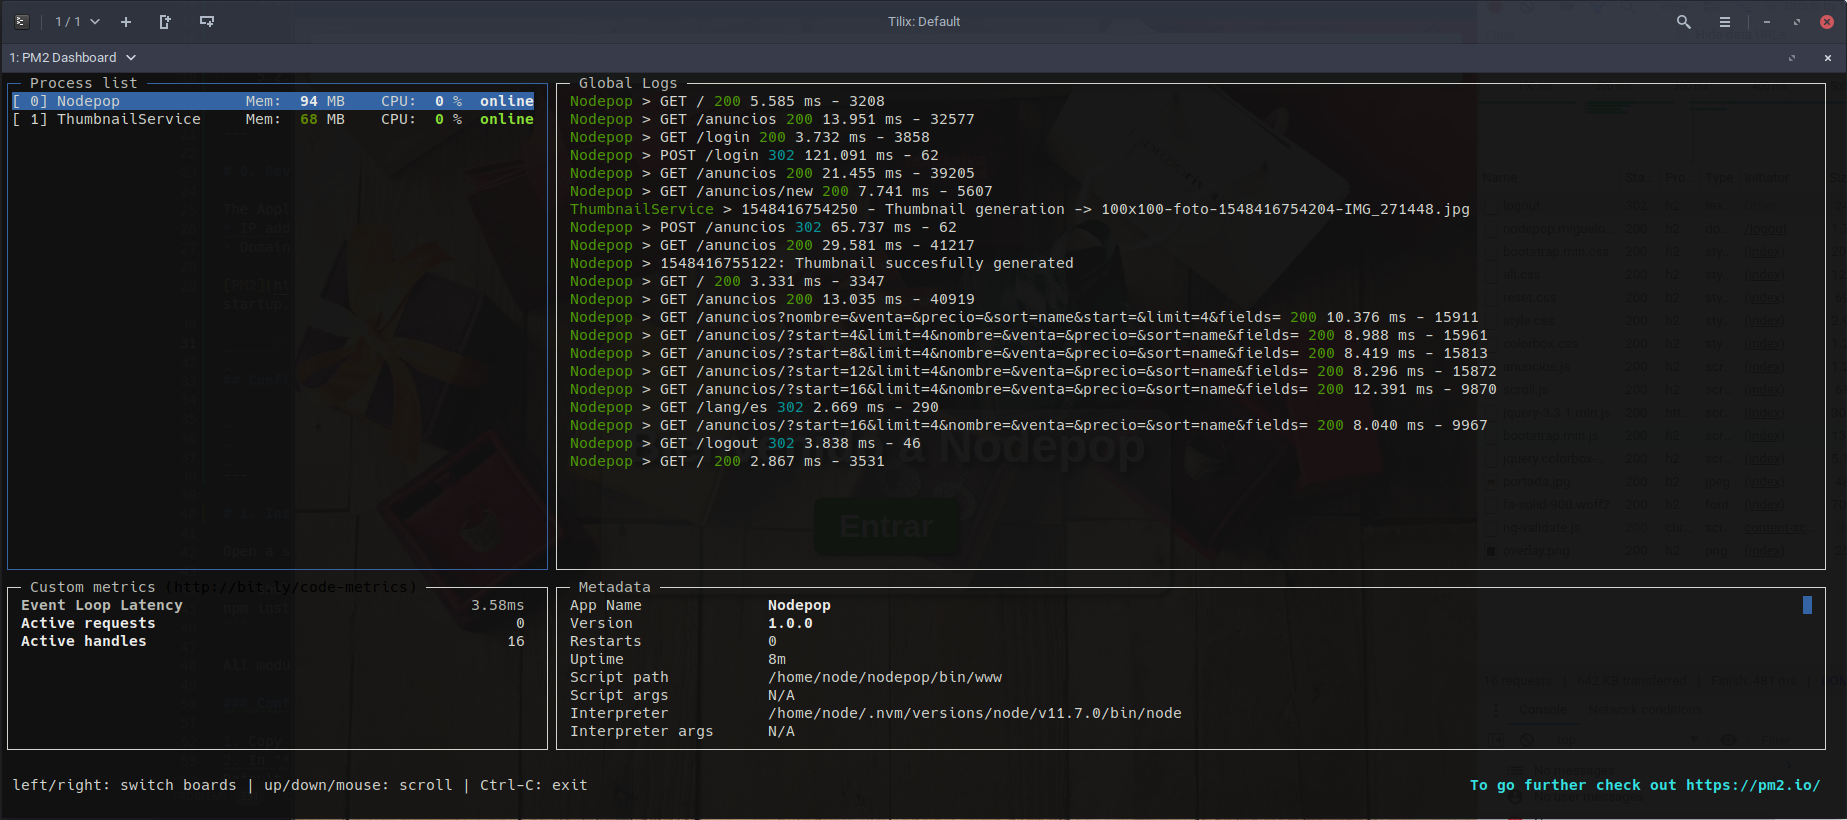 1 / 1
Tilix: Default
1: PM2 Dashboard
Process list
[ 0] Nodepop Mem: 94 MB CPU: 0 % online
[ 1] ThumbnailService Mem: 68 MB CPU: 0 % online
Global Logs
Nodepop > GET / 200 5.585 ms - 3208
Nodepop > GET /anuncios 200 13.951 ms - 32577
Nodepop > GET /login 200 3.732 ms - 3858
Nodepop > POST /login 302 121.091 ms - 62
Nodepop > GET /anuncios 200 21.455 ms - 39205
Nodepop > GET /anuncios/new 200 7.741 ms - 5607
ThumbnailService > 1548416754250 - Thumbnail generation -> 100x100-foto-1548416754204-IMG_271448.jpg
Nodepop > POST /anuncios 302 65.737 ms - 62
Nodepop > GET /anuncios 200 29.581 ms - 41217
Nodepop > 1548416755122: Thumbnail succesfully generated
Nodepop > GET / 200 3.331 ms - 3347
Nodepop > GET /anuncios 200 13.035 ms - 40919
Nodepop > GET /anuncios?nombre=&venta=&precio=&sort=name&start=&limit=4&fields= 200 10.376 ms - 15911
Nodepop > GET /anuncios/?start=4&limit=4&nombre=&venta=&precio=&sort=name&fields= 200 8.988 ms - 15961
Nodepop > GET /anuncios/?start=8&limit=4&nombre=&venta=&precio=&sort=name&fields= 200 8.419 ms - 15813
Nodepop > GET /anuncios/?start=12&limit=4&nombre=&venta=&precio=&sort=name&fields= 200 8.296 ms - 15872
Nodepop > GET /anuncios/?start=16&limit=4&nombre=&venta=&precio=&sort=name&fields= 200 12.391 ms - 9870
Nodepop > GET /lang/es 302 2.669 ms - 290
Nodepop > GET /anuncios/?start=16&limit=4&nombre=&venta=&precio=&sort=name&fields= 200 8.040 ms - 9967
Nodepop > GET /logout 302 3.838 ms - 46
Nodepop > GET / 200 2.867 ms - 3531
a Nodepop
Entrar
Custom metrics (http://bit.ly/code-metrics)
Event Loop Latency 3.58ms
Active requests 0
Active handles 16
Metadata
App Name Nodepop
Version 1.0.0
Restarts 0
Uptime 8m
Script path /home/node/nodepop/bin/www
Script args N/A
Interpreter /home/node/.nvm/versions/node/v11.7.0/bin/node
Interpreter args N/A
left/right: switch boards | up/down/mouse: scroll | Ctrl-C: exit
To go further check out https://pm2.io/